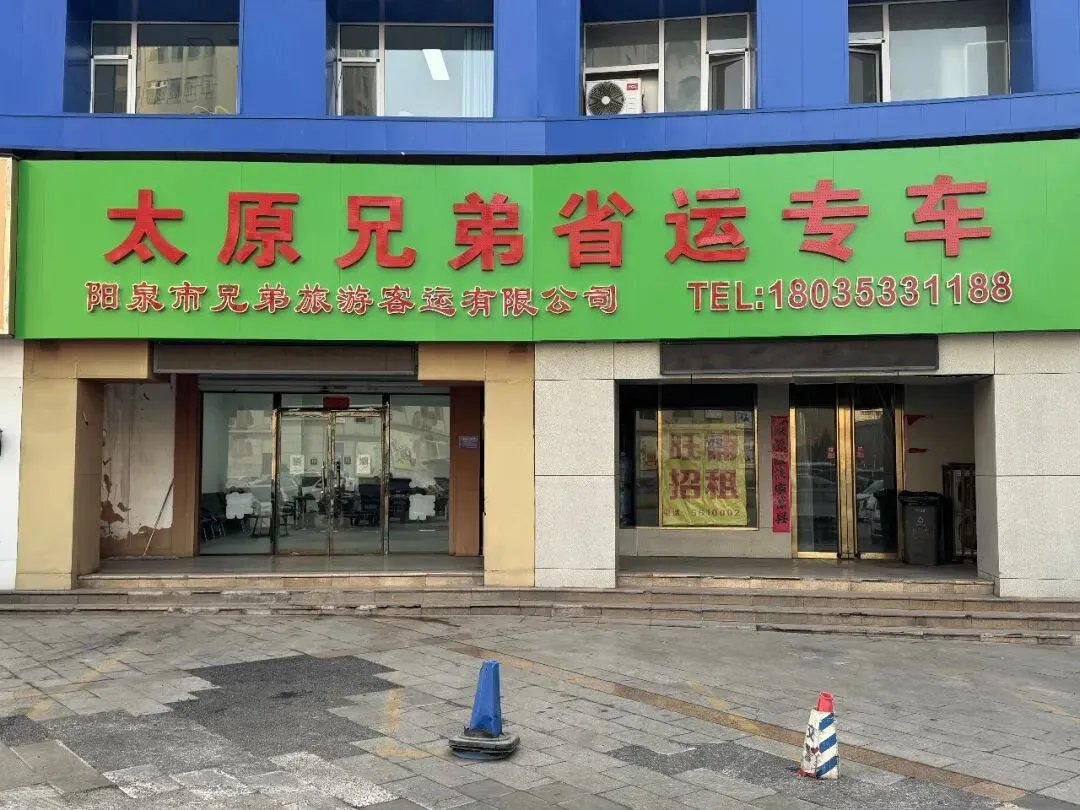 太原兄弟省运专车
阳泉市兄弟旅游客运有限公司
TEL:18035331188
旺铺
招租